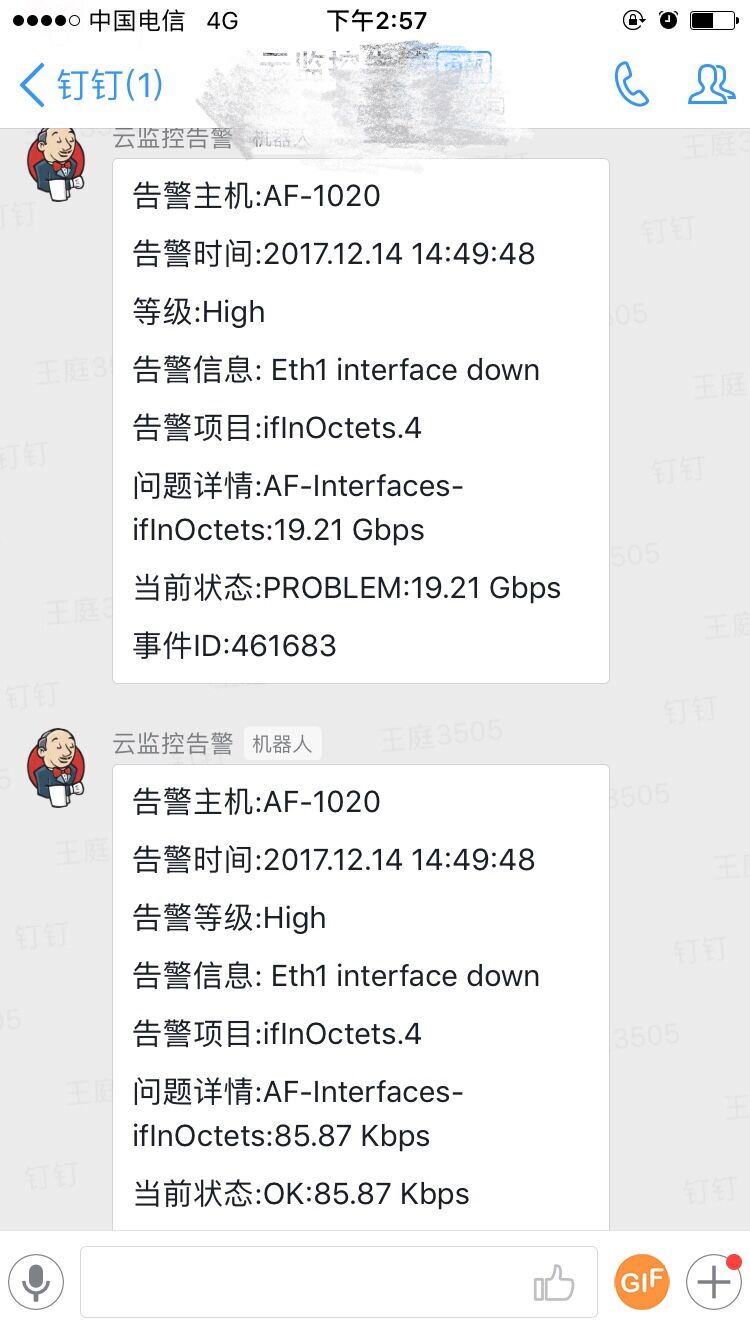 中国电信 4G 下午2:57
钉钉(1)
云监控告警 机器人
告警主机:AF-1020
告警时间:2017.12.14 14:49:48
等级:High
告警信息: Eth1 interface down
告警项目:ifInOctets.4
问题详情:AF-Interfaces-
ifInOctets:19.21 Gbps
当前状态:PROBLEM:19.21 Gbps
事件ID:461683
云监控告警 机器人
告警主机:AF-1020
告警时间:2017.12.14 14:49:48
告警等级:High
告警信息: Eth1 interface down
告警项目:ifInOctets.4
问题详情:AF-Interfaces-
ifInOctets:85.87 Kbps
当前状态:OK:85.87 Kbps
GIF
王庭3505
钉钉